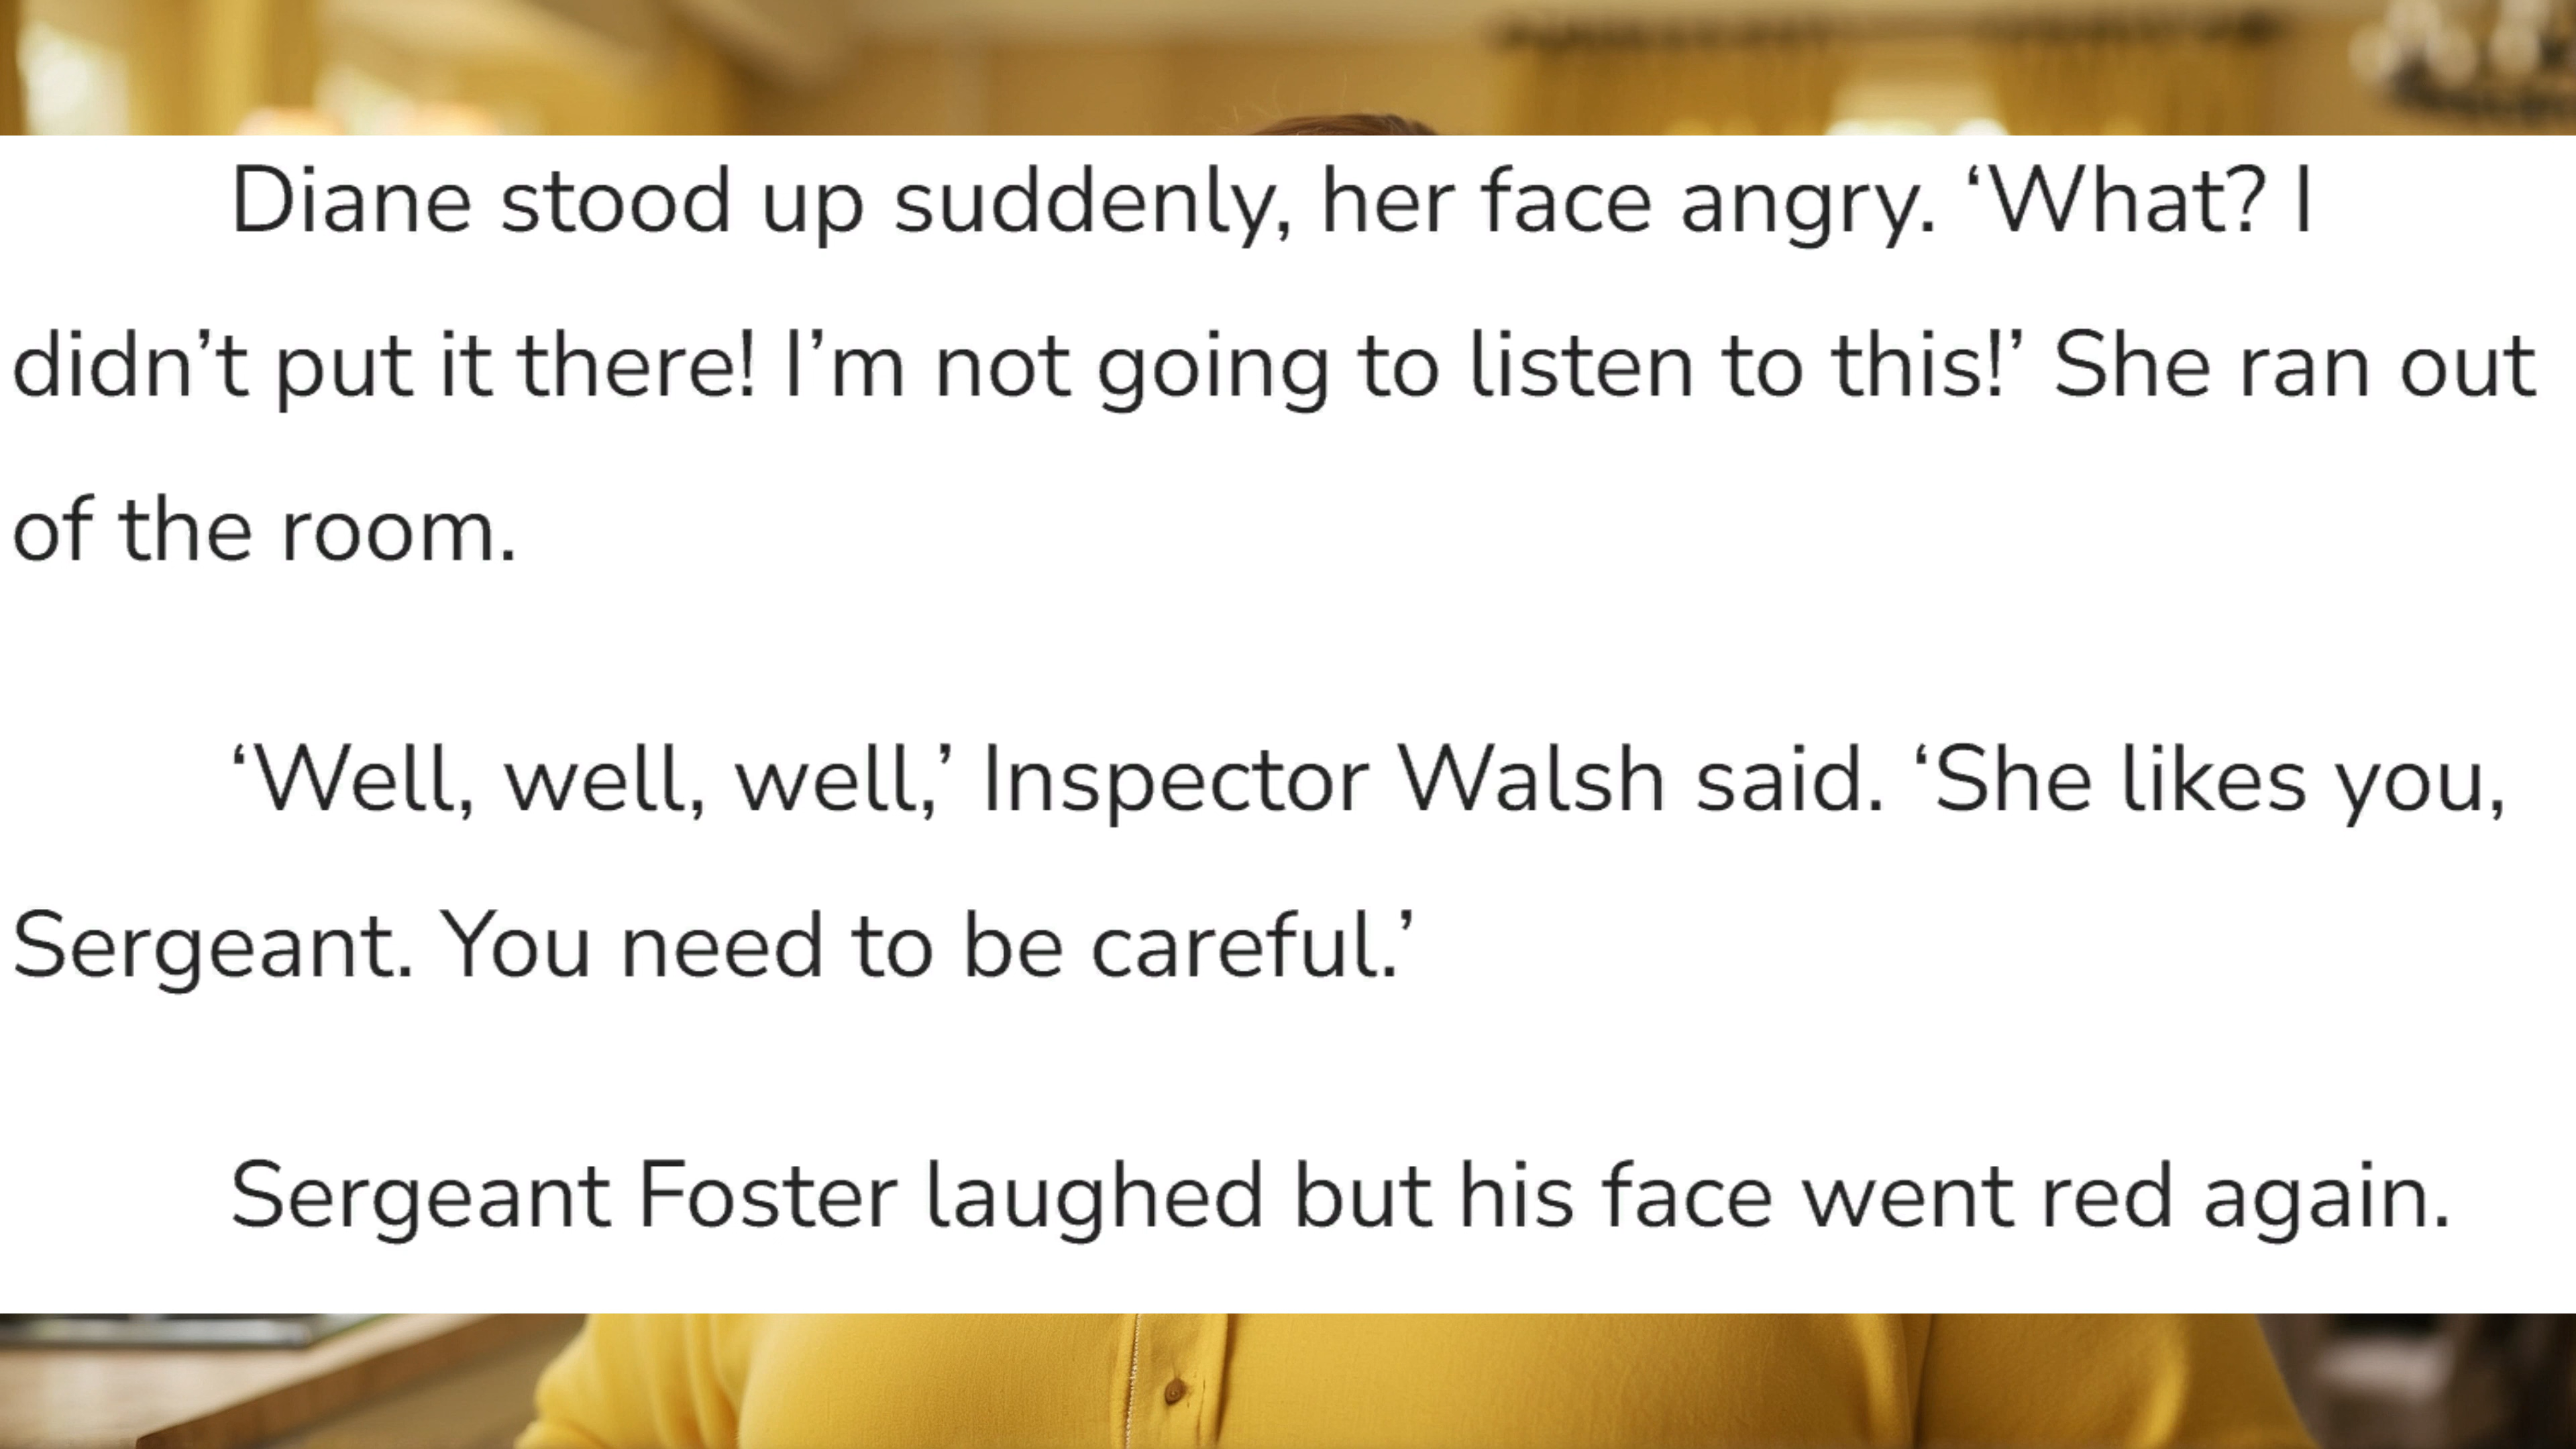 Diane stood up suddenly, her face angry. ‘What? I
didn’t put it there! I’m not going to listen to this!’ She ran out
of the room.
‘Well, well, well,’ Inspector Walsh said. ‘She likes you,
Sergeant. You need to be careful.’
Sergeant Foster laughed but his face went red again.